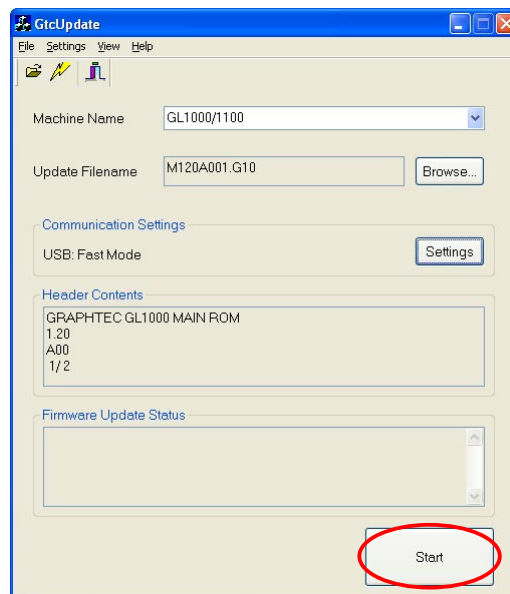 GtcUpdate
File Settings View Help
Machine Name GL1000/1100
Update Filename M120A001.G10 Browse...
Communication Settings
USB: Fast Mode Settings
Header Contents
GRAPHTEC GL1000 MAIN ROM
1.20
A00
1/ 2
Firmware Update Status
Start